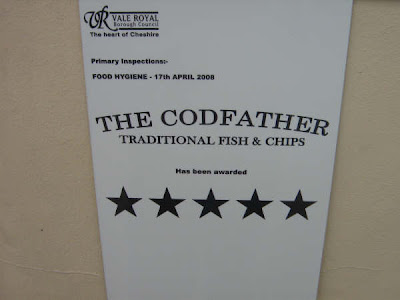 VR VALE ROYAL
Borough Council
The heart of Cheshire
Primary Inspections:-
FOOD HYGIENE - 17th APRIL 2008
THE CODFATHER
TRADITIONAL FISH & CHIPS
Has been awarded